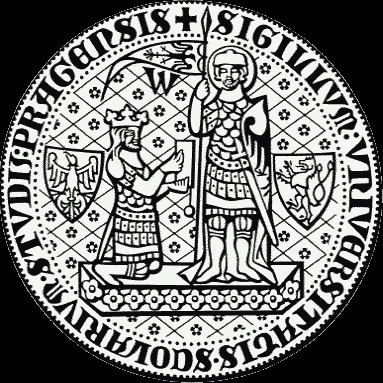 ✚ SIGILLVM · VNIVERSITATIS · SCOLARIVM · STVDII · PRAGENSIS
W